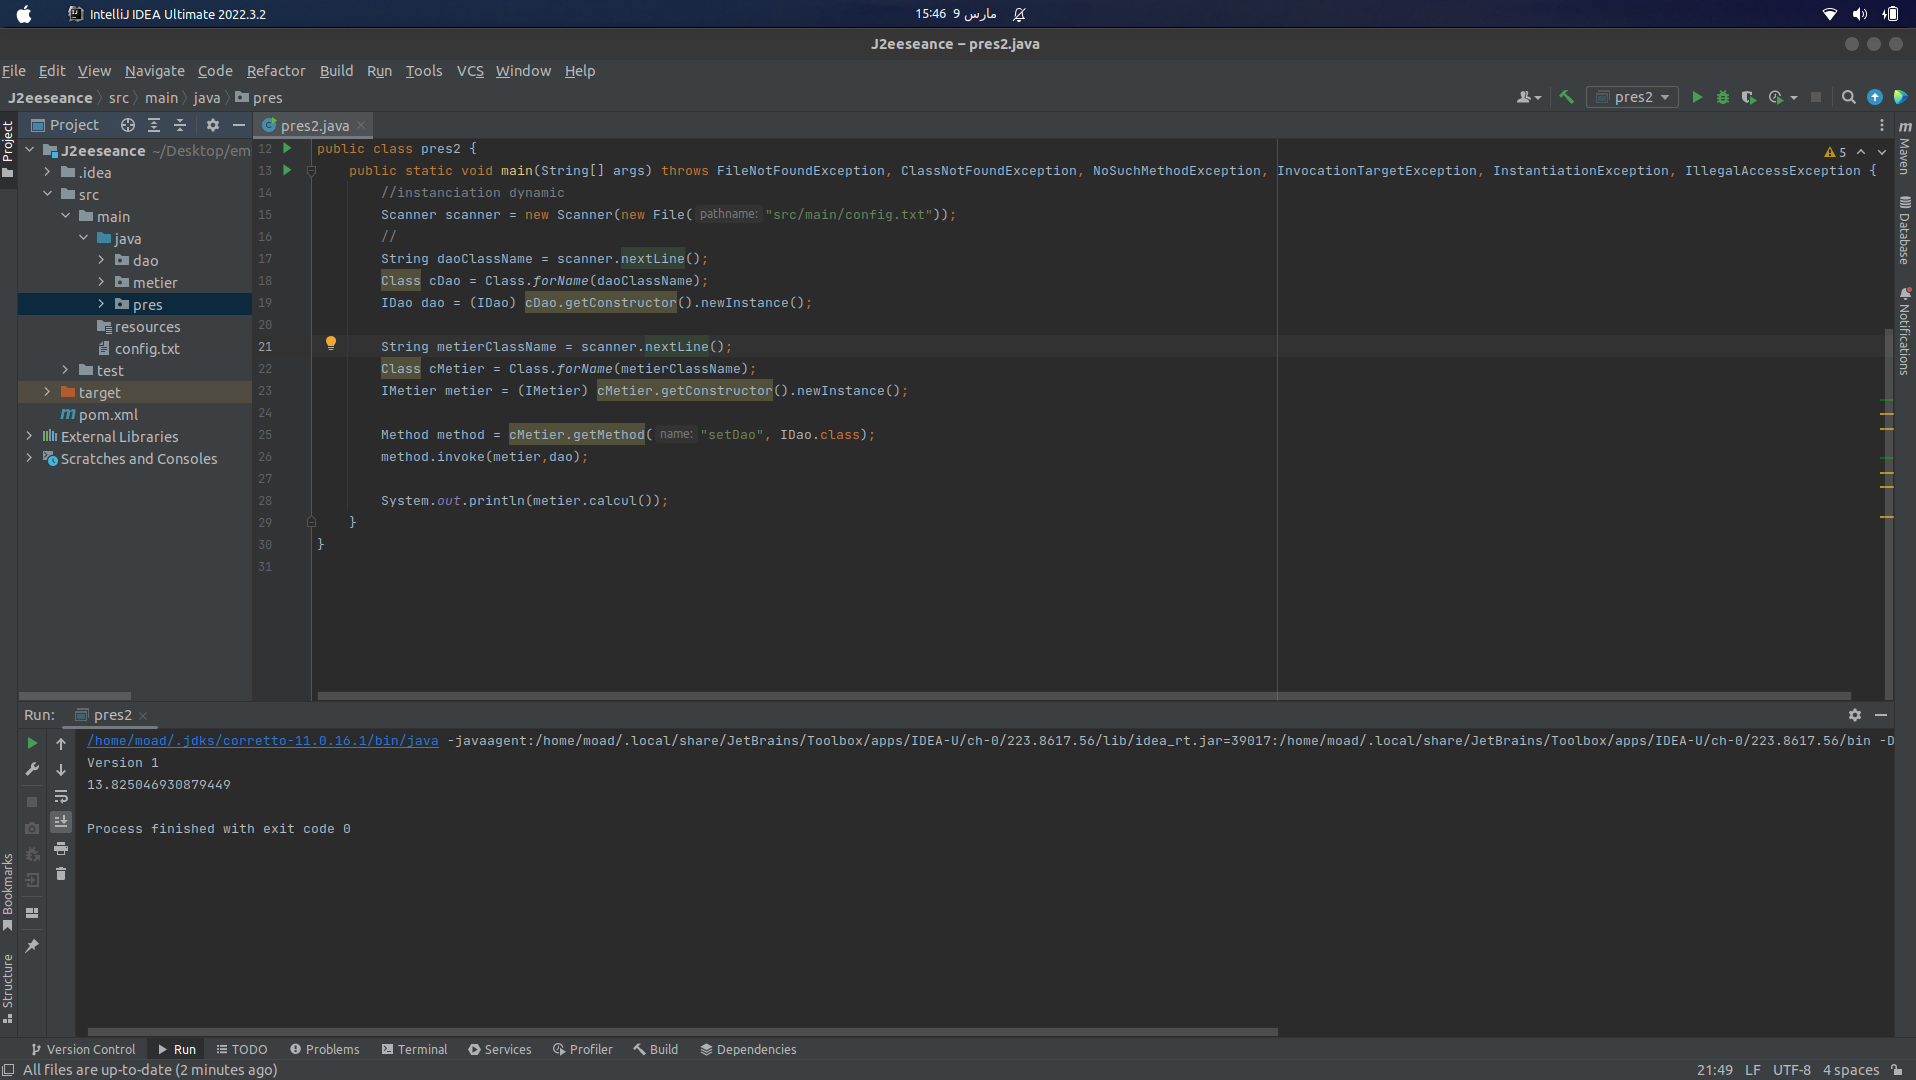 IntelliJ IDEA Ultimate 2022.3.2
15:46 9 مارس
J2eeseance – pres2.java
File Edit View Navigate Code Refactor Build Run Tools VCS Window Help
J2eeseance src main java pres
pres2
Project
Project
pres2.java
J2eeseance ~/Desktop/em
.idea
src
main
java
dao
metier
pres
resources
config.txt
test
target
pom.xml
External Libraries
Scratches and Consoles
5
12 public class pres2 {
13 public static void main(String[] args) throws FileNotFoundException, ClassNotFoundException, NoSuchMethodException, InvocationTargetException, InstantiationException, IllegalAccessException {
14 //instanciation dynamic
15 Scanner scanner = new Scanner(new File( pathname: "src/main/config.txt"));
16 //
17 String daoClassName = scanner.nextLine();
18 Class cDao = Class.forName(daoClassName);
19 IDao dao = (IDao) cDao.getConstructor().newInstance();
20
21 String metierClassName = scanner.nextLine();
22 Class cMetier = Class.forName(metierClassName);
23 IMetier metier = (IMetier) cMetier.getConstructor().newInstance();
24
25 Method method = cMetier.getMethod( name: "setDao", IDao.class);
26 method.invoke(metier,dao);
27
28 System.out.println(metier.calcul());
29 }
30 }
31
m Maven
Database
Notifications
Run: pres2
/home/moad/.jdks/corretto-11.0.16.1/bin/java -javaagent:/home/moad/.local/share/JetBrains/Toolbox/apps/IDEA-U/ch-0/223.8617.56/lib/idea_rt.jar=39017:/home/moad/.local/share/JetBrains/Toolbox/apps/IDEA-U/ch-0/223.8617.56/bin -D
Version 1
13.825046930879449
Process finished with exit code 0
Bookmarks
Structure
Version Control Run TODO Problems Terminal Services Profiler Build Dependencies
All files are up-to-date (2 minutes ago)
21:49 LF UTF-8 4 spaces